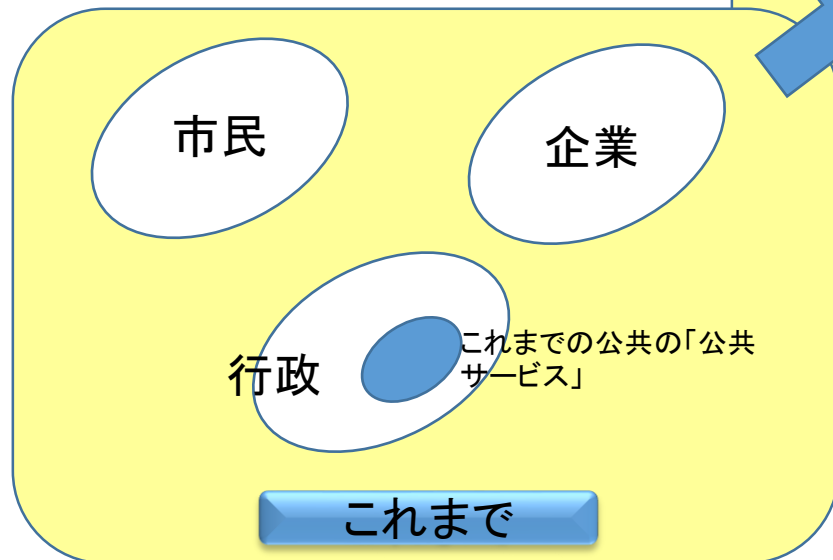 市民
企業
行政
これまでの公共の「公共
サービス」
これまで